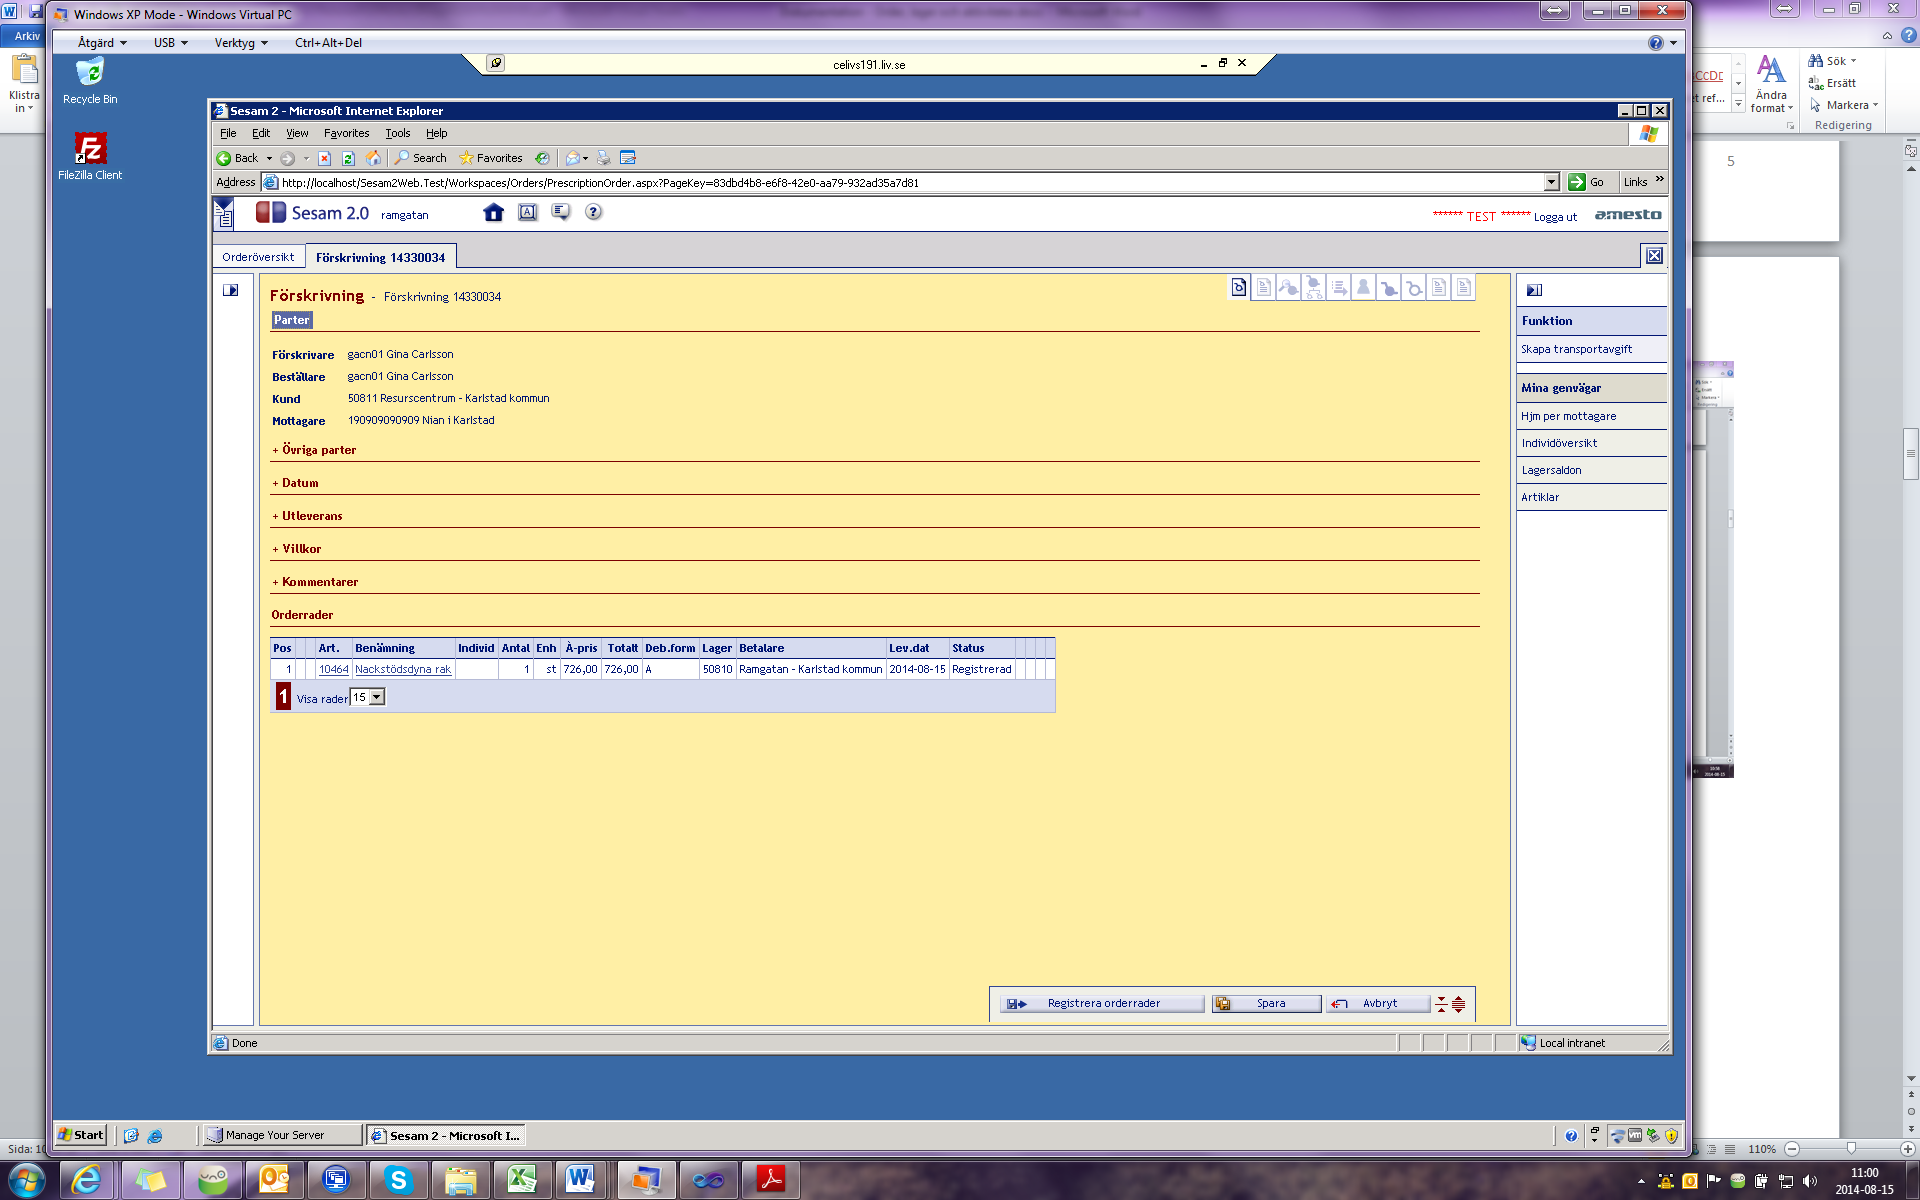 Windows XP Mode - Windows Virtual PC
Åtgärd USB Verktyg Ctrl+Alt+Del
Arkiv
Klistra
in
Recycle Bin
FileZilla Client
celivs191.liv.se
Sesam 2 - Microsoft Internet Explorer
File Edit View Favorites Tools Help
Back Search Favorites
Address http://localhost/Sesam2Web.Test/Workspaces/Orders/PrescriptionOrder.aspx?PageKey=83dbd4b8-e6f8-42e0-aa79-932ad35a7d81 Go Links »
Sesam 2.0 ramgatan
****** TEST ****** Logga ut amesto
Orderöversikt Förskrivning 14330034
Förskrivning - Förskrivning 14330034
Parter
Förskrivare gacn01 Gina Carlsson
Beställare gacn01 Gina Carlsson
Kund 50811 Resurscentrum - Karlstad kommun
Mottagare 190909090909 Nian i Karlstad
+ Övriga parter
+ Datum
+ Utleverans
+ Villkor
+ Kommentarer
Orderrader
Pos Art. Benämning Individ Antal Enh À-pris Totalt Deb.form Lager Betalare Lev.dat Status
1 10464 Nackstödsdyna rak 1 st 726,00 726,00 A 50810 Ramgatan - Karlstad kommun 2014-08-15 Registrerad
1 Visa rader 15
Funktion
Skapa transportavgift
Mina genvägar
Hjm per mottagare
Individöversikt
Lagersaldon
Artiklar
Registrera orderrader Spara Avbryt
Done Local intranet
Start Manage Your Server Sesam 2 - Microsoft I...
Sök
Ersätt
Markera
Redigering
Ändra
format
5
110%
11:00
2014-08-15